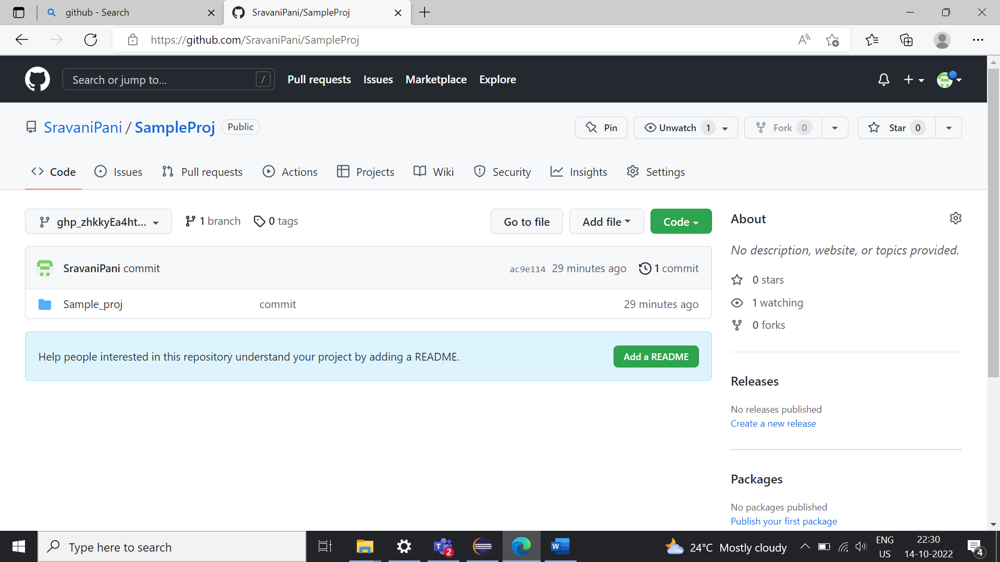 github - Search
SravaniPani/SampleProj
https://github.com/SravaniPani/SampleProj
Search or jump to... /
Pull requests Issues Marketplace Explore
SravaniPani / SampleProj Public
Pin Unwatch 1 Fork 0 Star 0
Code Issues Pull requests Actions Projects Wiki Security Insights Settings
ghp_zhkkyEa4ht... 1 branch 0 tags Go to file Add file Code
SravaniPani commit ac9e114 29 minutes ago 1 commit
Sample_proj commit 29 minutes ago
Help people interested in this repository understand your project by adding a README. Add a README
About
No description, website, or topics provided.
0 stars
1 watching
0 forks
Releases
No releases published
Create a new release
Packages
No packages published
Publish your first package
Type here to search
T 2
W
24°C Mostly cloudy
ENG
US
22:30
14-10-2022
4